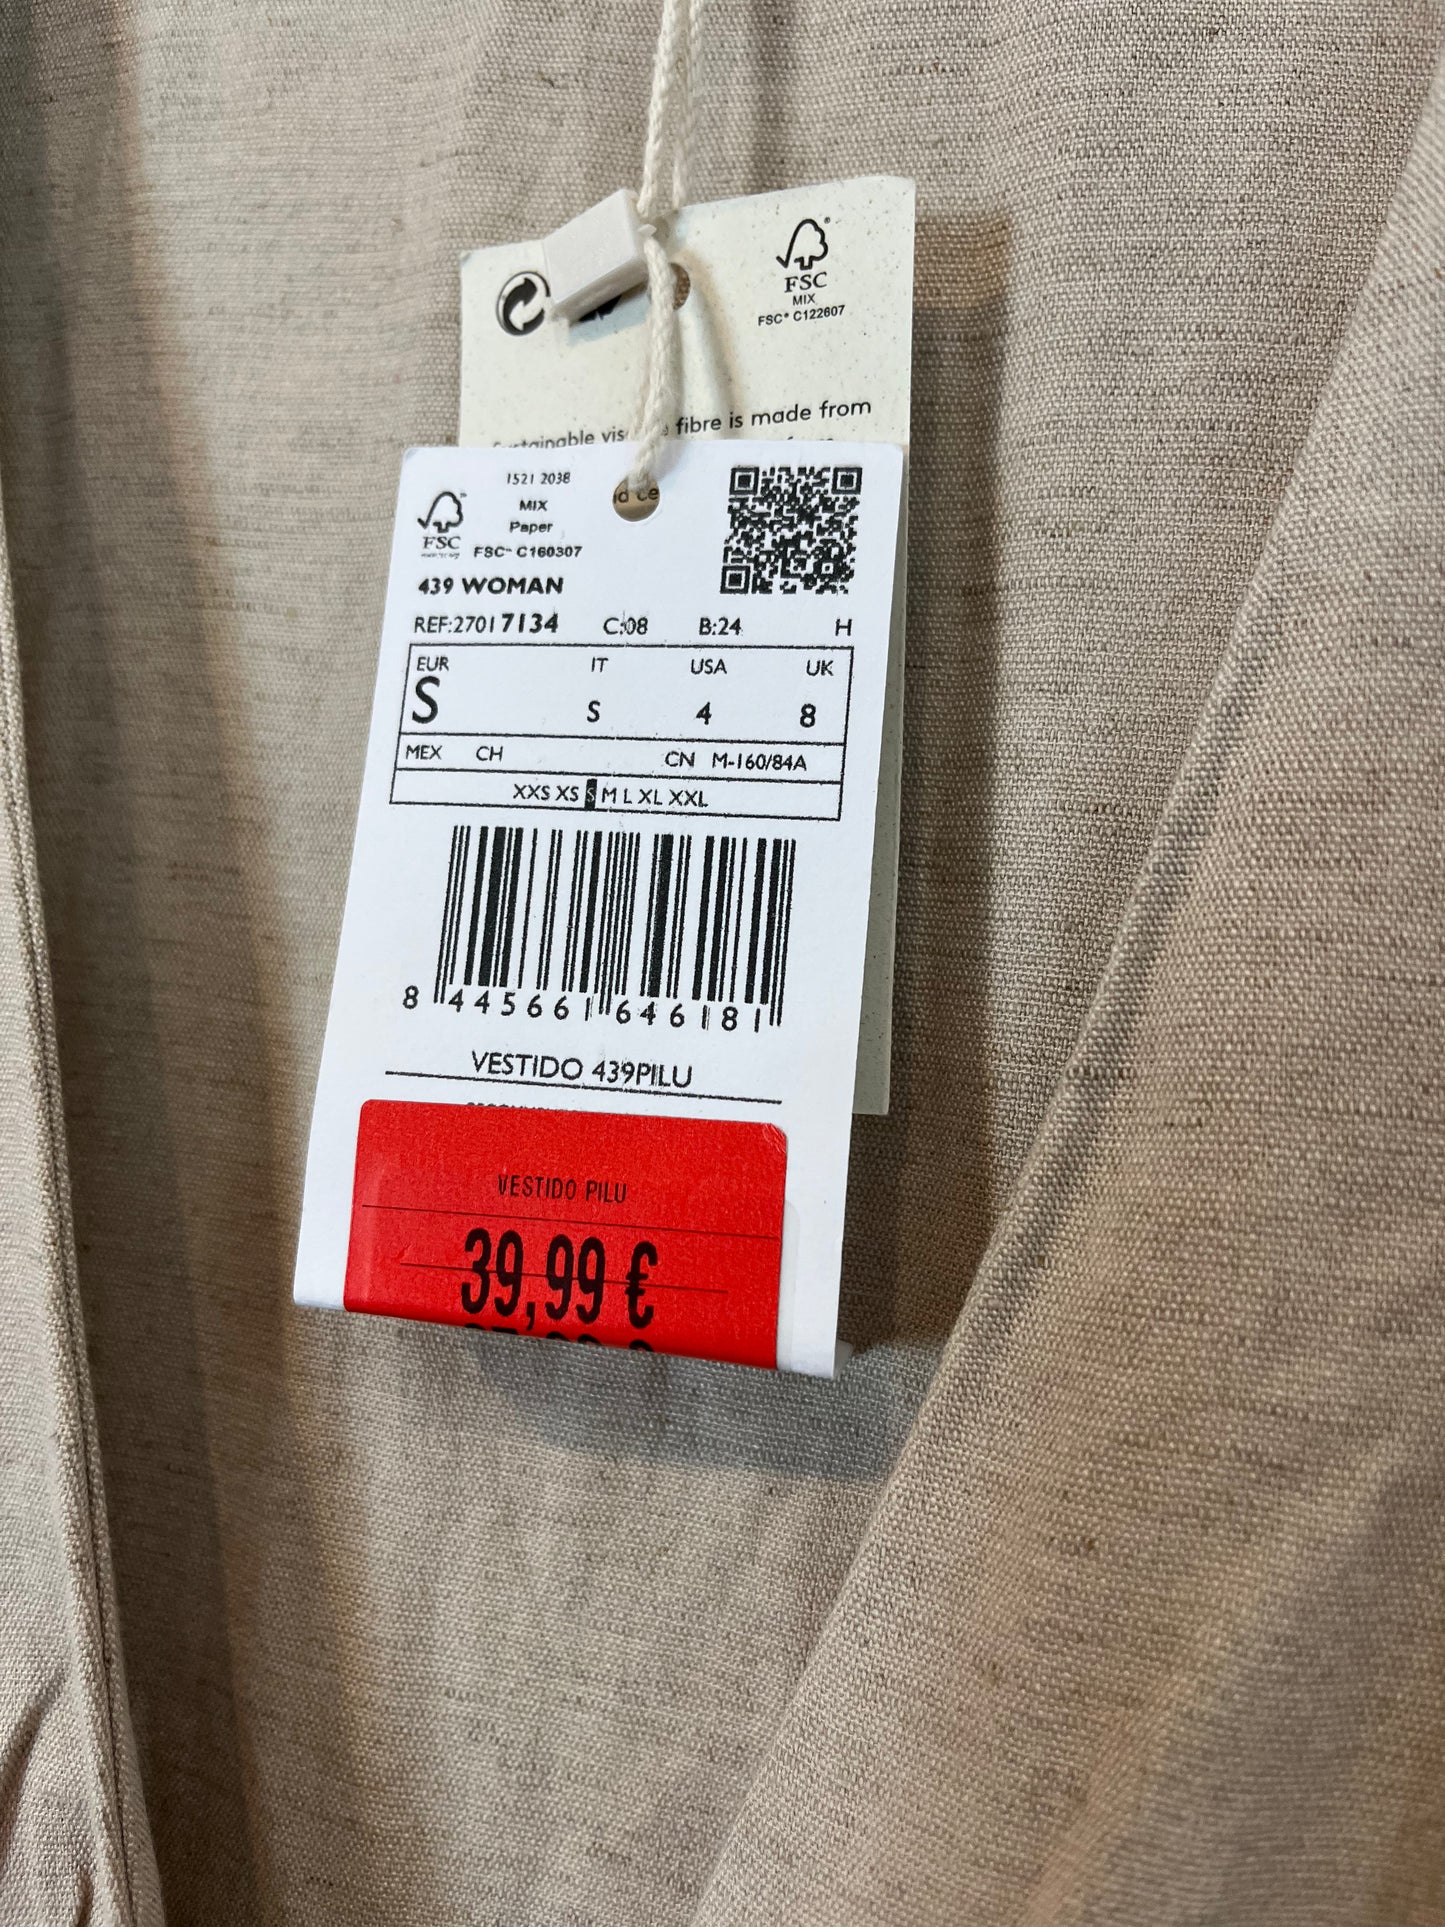 FSC
MIX
FSC® C122607
fibre is made from
1521 2038
MIX
Paper
FSC
FSC™ C160307
439 WOMAN
REF:27017134 C:08 B:24 H
EUR IT USA UK
S S 4 8
MEX CH CN M-160/84A
XXS XS S M L XL XXL
8 445661 646181
VESTIDO 439PILU
VESTIDO PILU
39,99 €